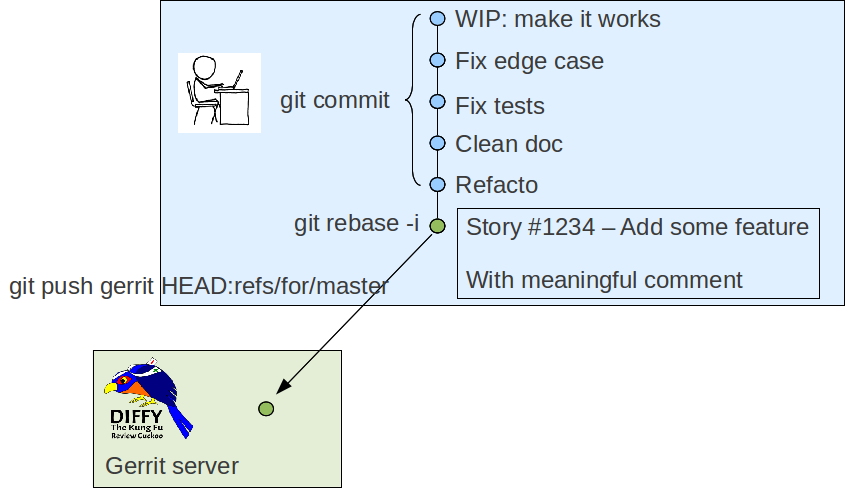 WIP: make it works
Fix edge case
git commit
Fix tests
Clean doc
Refacto
git rebase -i
Story #1234 – Add some feature
With meaningful comment
git push gerrit HEAD:refs/for/master
DIFFY
The Kung Fu
Review Cuckoo
Gerrit server